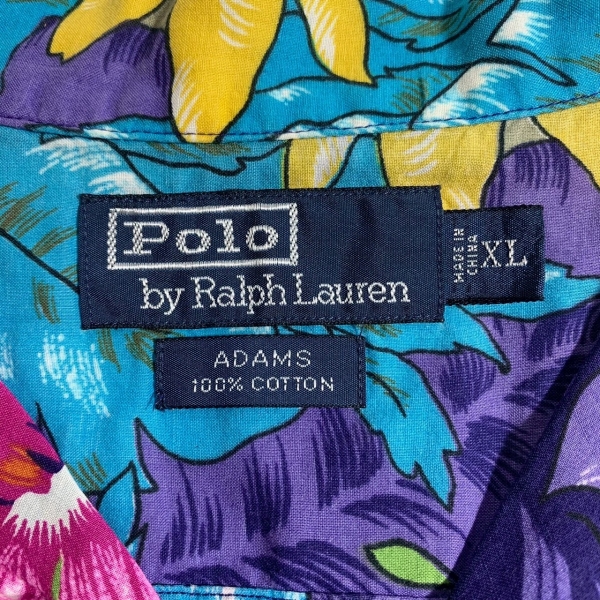 Polo
by Ralph Lauren
MADE IN
CHINA
XL
ADAMS
100% COTTON